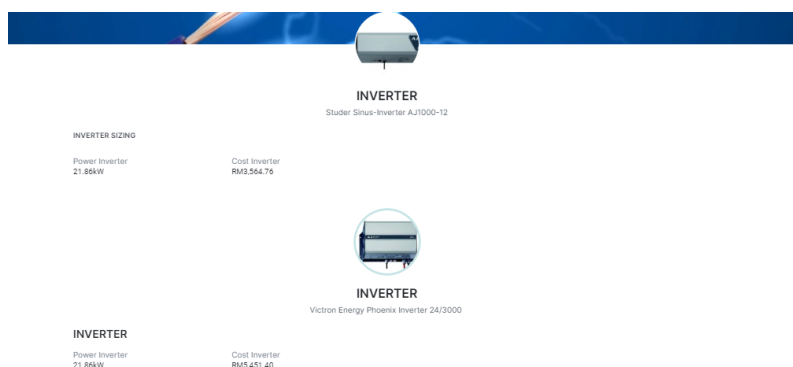 INVERTER
Studer Sinus-Inverter AJ1000-12
INVERTER SIZING
Power Inverter Cost Inverter
21.86kW RM3,564.76
INVERTER
Victron Energy Phoenix Inverter 24/3000
INVERTER
Power Inverter Cost Inverter
21.86kW RM5,451.40